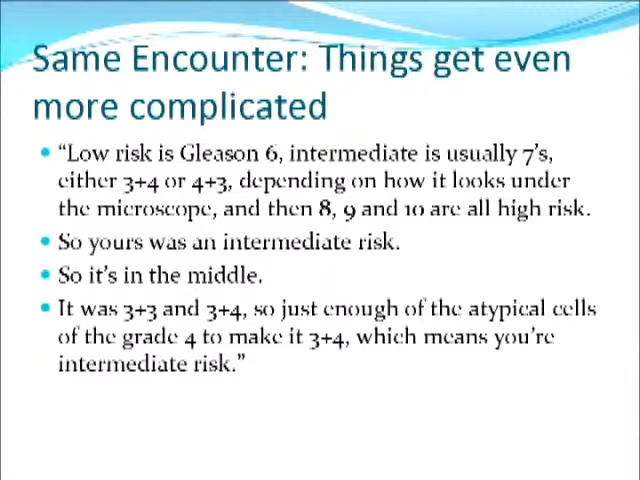 Same Encounter: Things get even
more complicated
• “Low risk is Gleason 6, intermediate is usually 7’s,
either 3+4 or 4+3, depending on how it looks under
the microscope, and then 8, 9 and 10 are all high risk.
• So yours was an intermediate risk.
• So it’s in the middle.
• It was 3+3 and 3+4, so just enough of the atypical cells
of the grade 4 to make it 3+4, which means you’re
intermediate risk.”